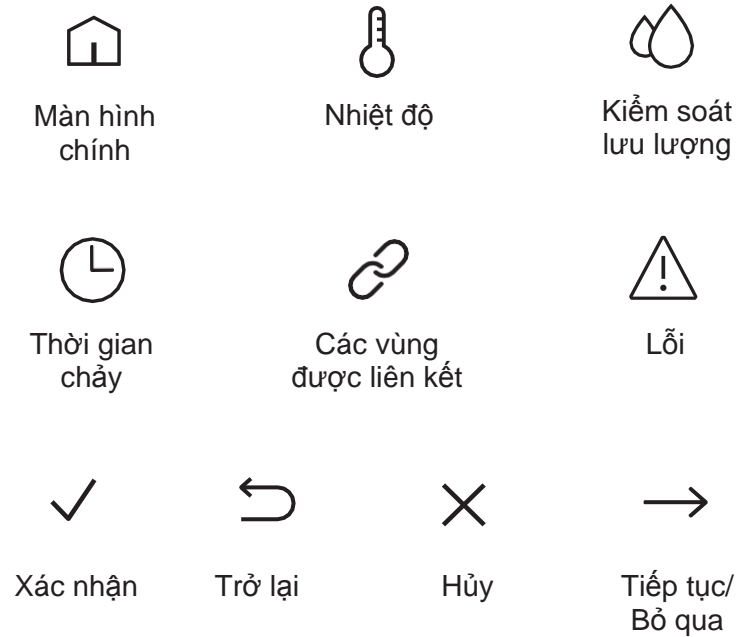 Màn hình
chính
Nhiệt độ
Kiểm soát
lưu lượng
Thời gian
chảy
Các vùng
được liên kết
Lỗi
Xác nhận
Trở lại
Hủy
Tiếp tục/
Bỏ qua